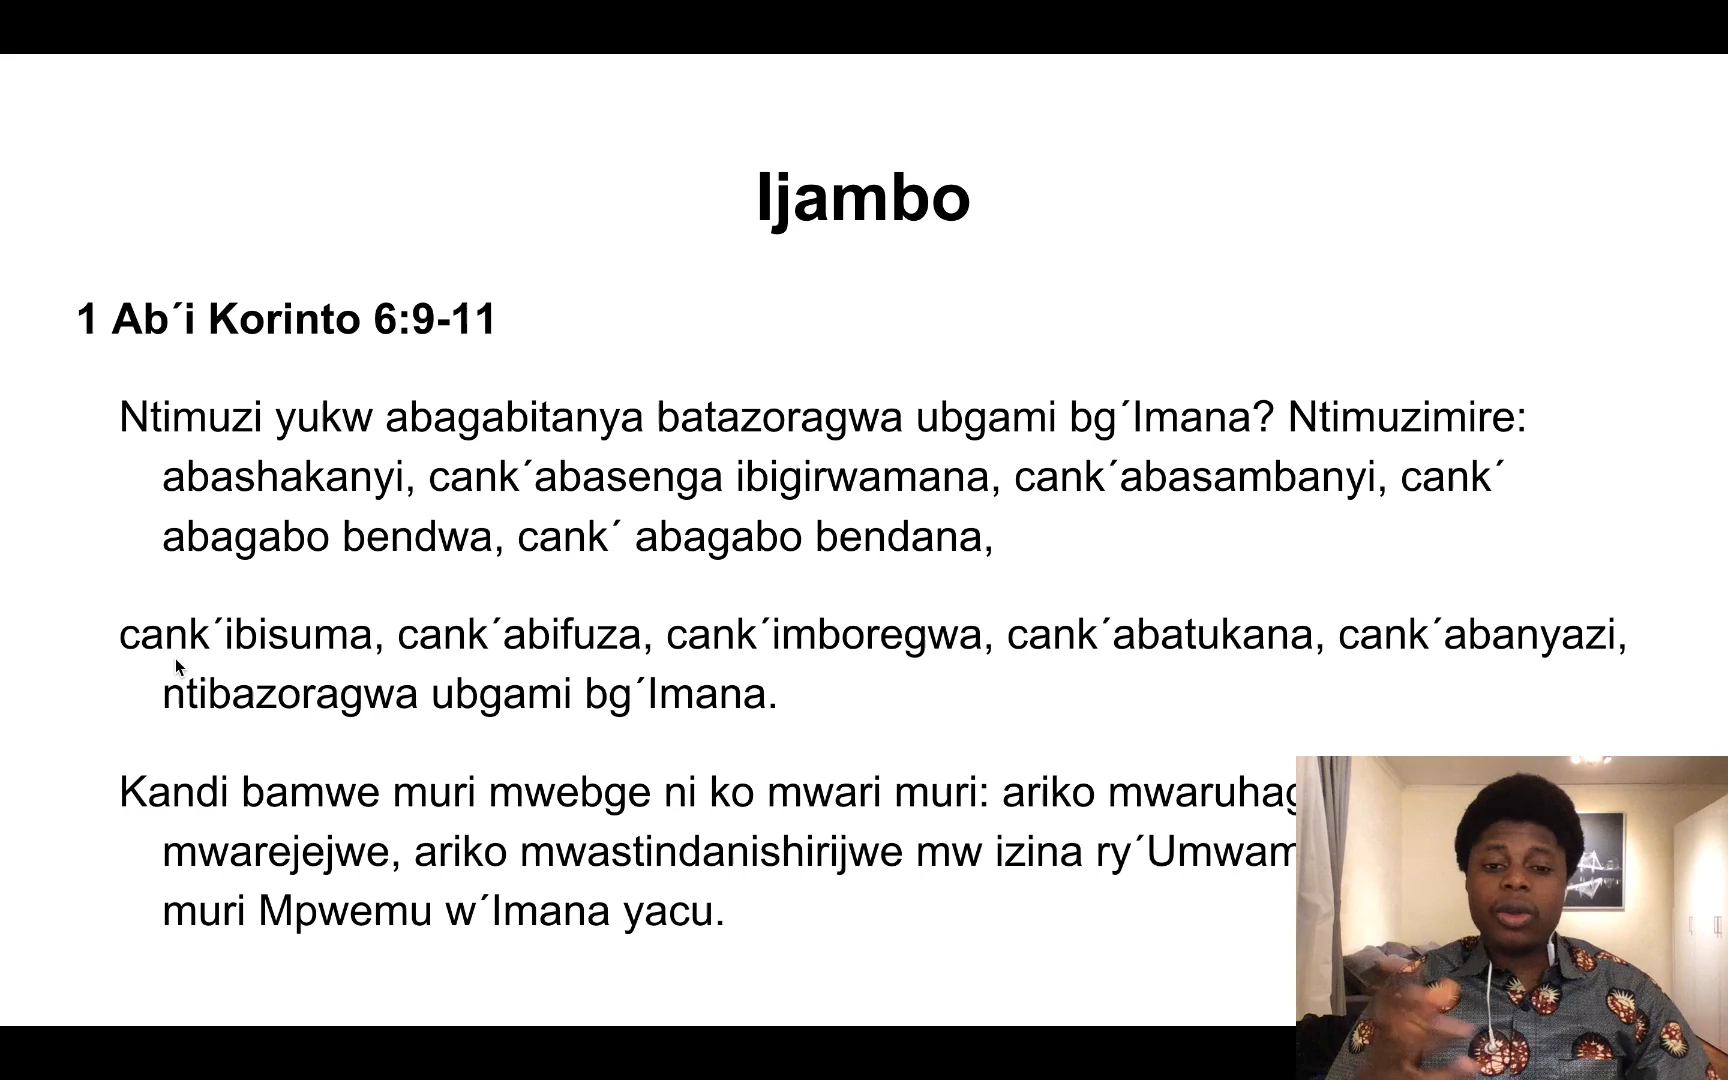 Ijambo
1 Ab´i Korinto 6:9-11
Ntimuzi yukw abagabitanya batazoragwa ubgami bg´Imana? Ntimuzimire:
abashakanyi, cank´abasenga ibigirwamana, cank´abasambanyi, cank´
abagabo bendwa, cank´ abagabo bendana,
cank´ibisuma, cank´abifuza, cank´imboregwa, cank´abatukana, cank´abanyazi,
ntibazoragwa ubgami bg´Imana.
Kandi bamwe muri mwebge ni ko mwari muri: ariko
mwarejejwe, ariko mwastindanishirijwe mw izina
muri Mpwemu w´Imana yacu.